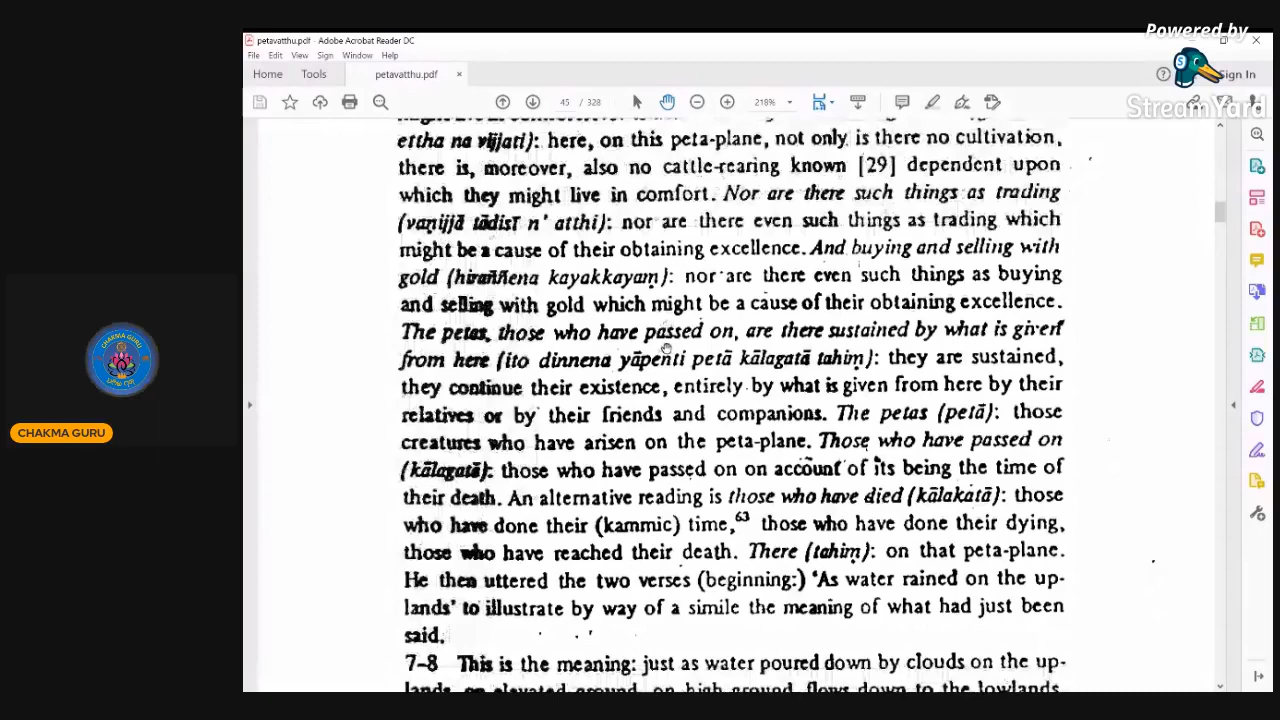 Powered by
StreamYard
petavatthu.pdf - Adobe Acrobat Reader DC
File Edit View Sign Window Help
Home Tools petavatthu.pdf × Sign In
45 / 328 218%
ettha na vijjati): here, on this peta-plane, not only is there no cultivation,
there is, moreover, also no cattle-rearing known [29] dependent upon
which they might live in comfort. Nor are there such things as trading
(vaṇijjā tādisī n' atthi): nor are there even such things as trading which
might be a cause of their obtaining excellence. And buying and selling with
gold (hiraññena kayakkayaṃ): nor are there even such things as buying
and selling with gold which might be a cause of their obtaining excellence.
The petas, those who have passed on, are there sustained by what is given
from here (ito dinnena yāpenti petā kālagatā tahiṃ): they are sustained,
they continue their existence, entirely by what is given from here by their
relatives or by their friends and companions. The petas (petā): those
creatures who have arisen on the peta-plane. Those who have passed on
(kālagatā): those who have passed on on account of its being the time of
their death. An alternative reading is those who have died (kālakatā): those
who have done their (kammic) time,63 those who have done their dying,
those who have reached their death. There (tahiṃ): on that peta-plane.
He then uttered the two verses (beginning:) 'As water rained on the up-
lands' to illustrate by way of a simile the meaning of what had just been
said.
7-8 This is the meaning: just as water poured down by clouds on the up-
lands, on elevated ground, on high ground, flows down to the lowlands,
CHAKMA GURU
CHAKMA GURU